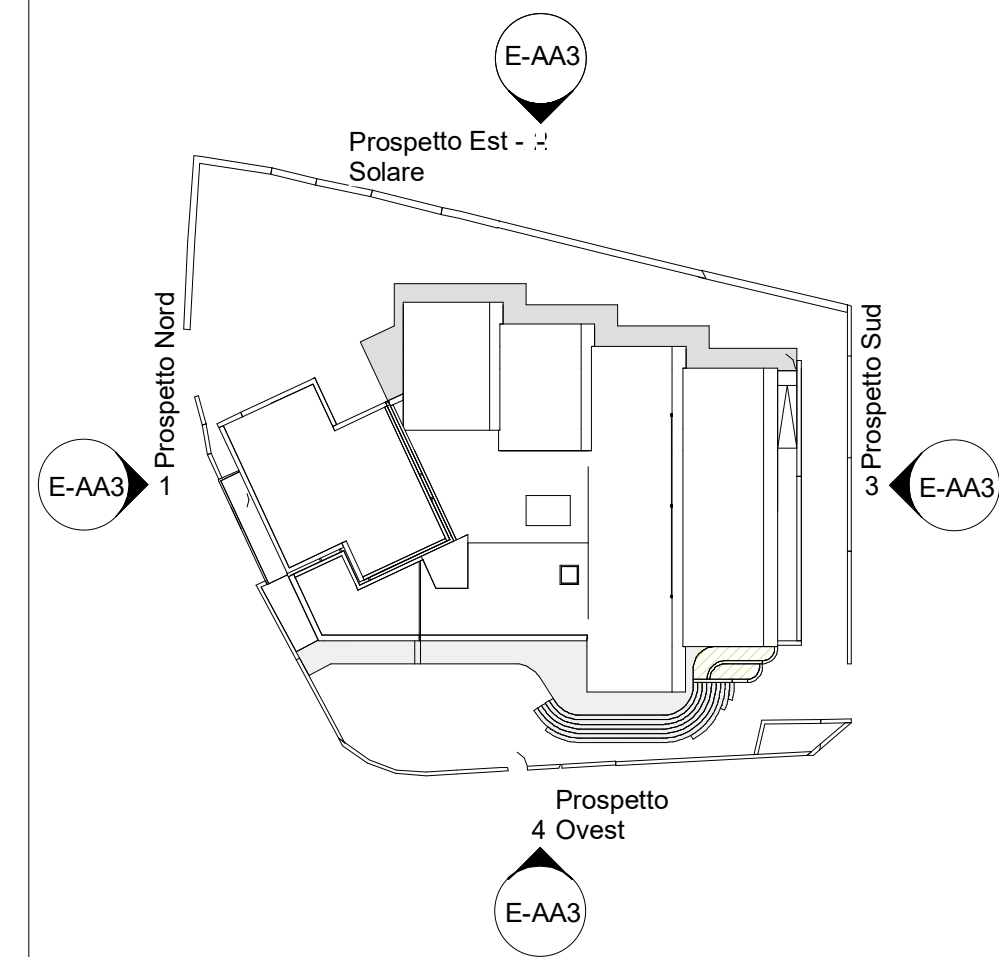 E-AA3
Prospetto Est -
Solare
Prospetto Nord
1
E-AA3
Prospetto Sud
3
E-AA3
Prospetto
4 Ovest
E-AA3